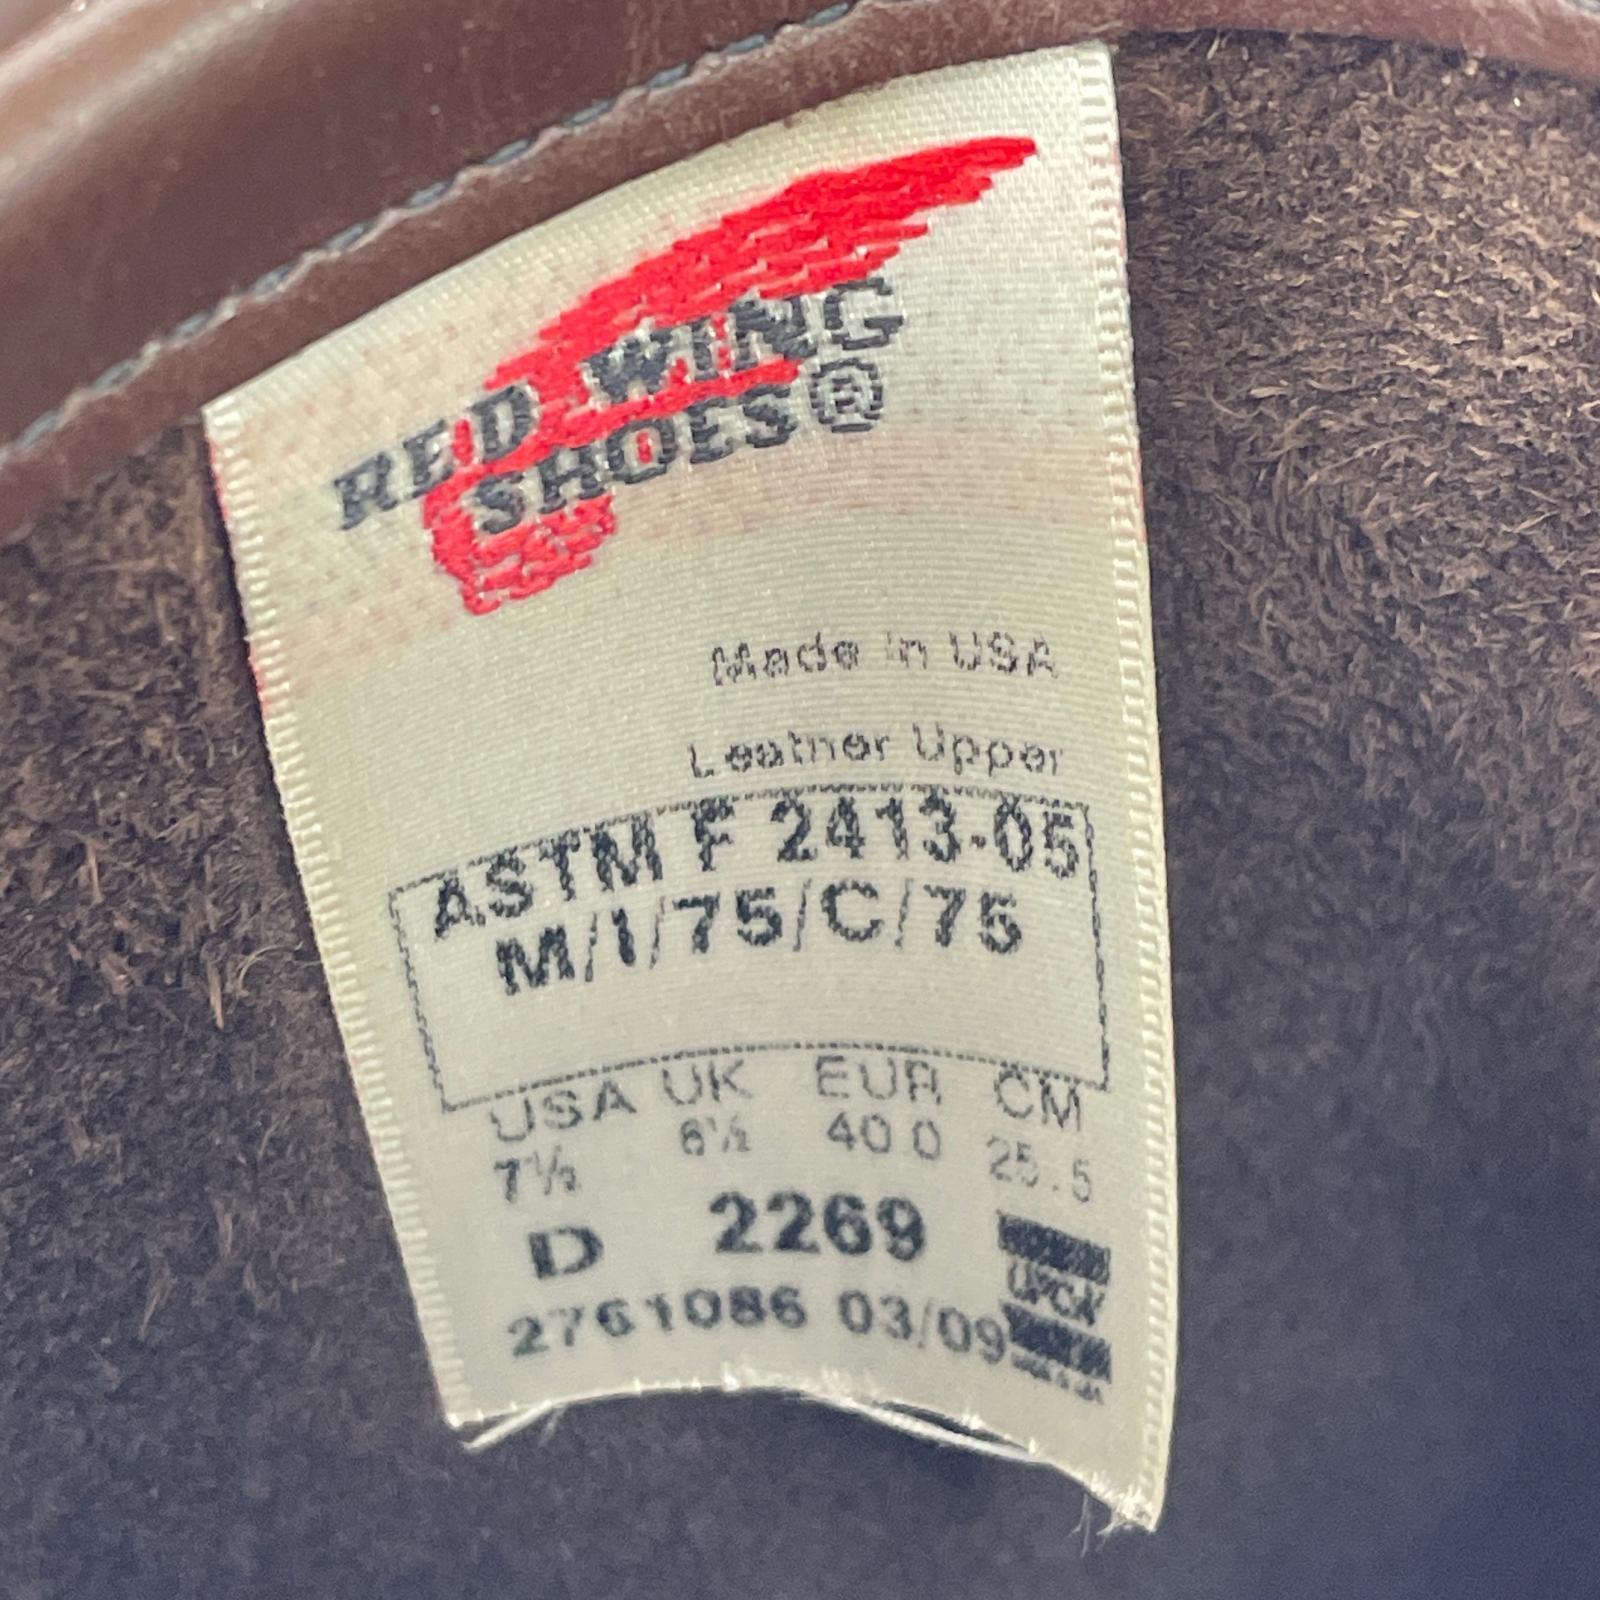 RED WING
SHOES®
Made in USA
Leather Upper
ASTM F 2413-05
M/I/75/C/75
USA UK EUR CM
7½ 6½ 40.0 25.5
D 2269
2761086 03/09
UFCW